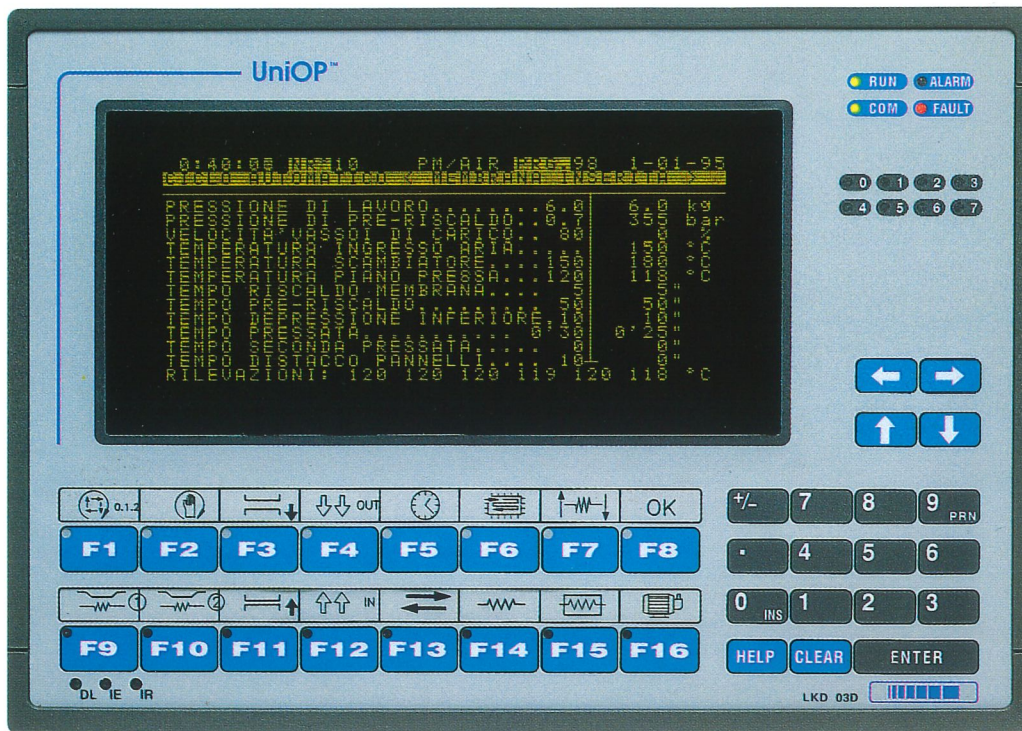 UniOP™
RUN ALARM
COM FAULT
0:40:08 NR 10 PM/AIR PRG.98 1-01-95
CICLO AUTOMATICO < MEMBRANA INSERITA >
PRESSIONE DI LAVORO........6.0 6.0 kg
PRESSIONE DI PRE-RISCALDO..0.7 355 bar
VELOCITA'VASSOI DI CARICO.. 80 0 %
TEMPERATURA INGRESSO ARIA..... 150 °C
TEMPERATURA SCAMBIATORE....150 180 °C
TEMPERATURA PIANO PRESSA...120 118 °C
TEMPO RISCALDO MEMBRANA.... 5 5"
TEMPO PRE-RISCALDO......... 50 50"
TEMPO DEPRESSIONE INFERIORE.10 10"
TEMPO PRESSATA.......... 0'30 0'25"
TEMPO SECONDA PRESSATA..... 0 0"
TEMPO DISTACCO PANNELLI.... 10 0"
RILEVAZIONI: 120 120 120 119 120 118 °C
0 1 2 3
4 5 6 7
0.1.2 OUT OK
F1 F2 F3 F4 F5 F6 F7 F8
1 2 IN
F9 F10 F11 F12 F13 F14 F15 F16
DL IE IR
+/- 7 8 9 PRN
. 4 5 6
0 INS 1 2 3
HELP CLEAR ENTER
LKD 03D